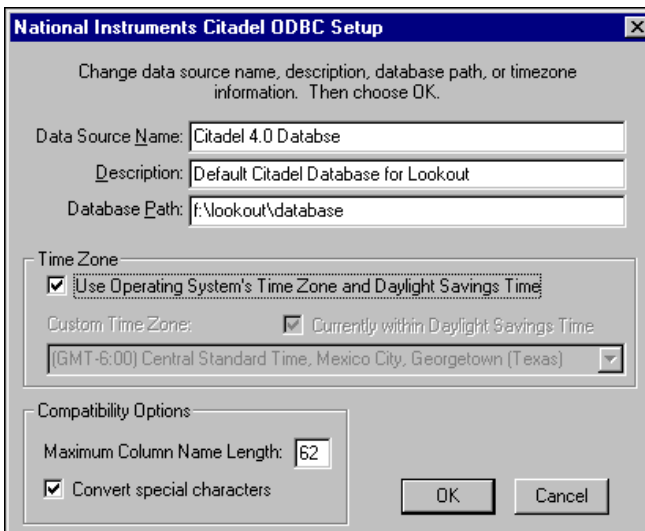 National Instruments Citadel ODBC Setup
Change data source name, description, database path, or timezone
information. Then choose OK.
Data Source Name: Citadel 4.0 Databse
Description: Default Citadel Database for Lookout
Database Path: f:\lookout\database
Time Zone
Use Operating System's Time Zone and Daylight Savings Time
Custom Time Zone: Currently within Daylight Savings Time
(GMT-6:00) Central Standard Time, Mexico City, Georgetown (Texas)
Compatibility Options
Maximum Column Name Length: 62
Convert special characters
OK Cancel